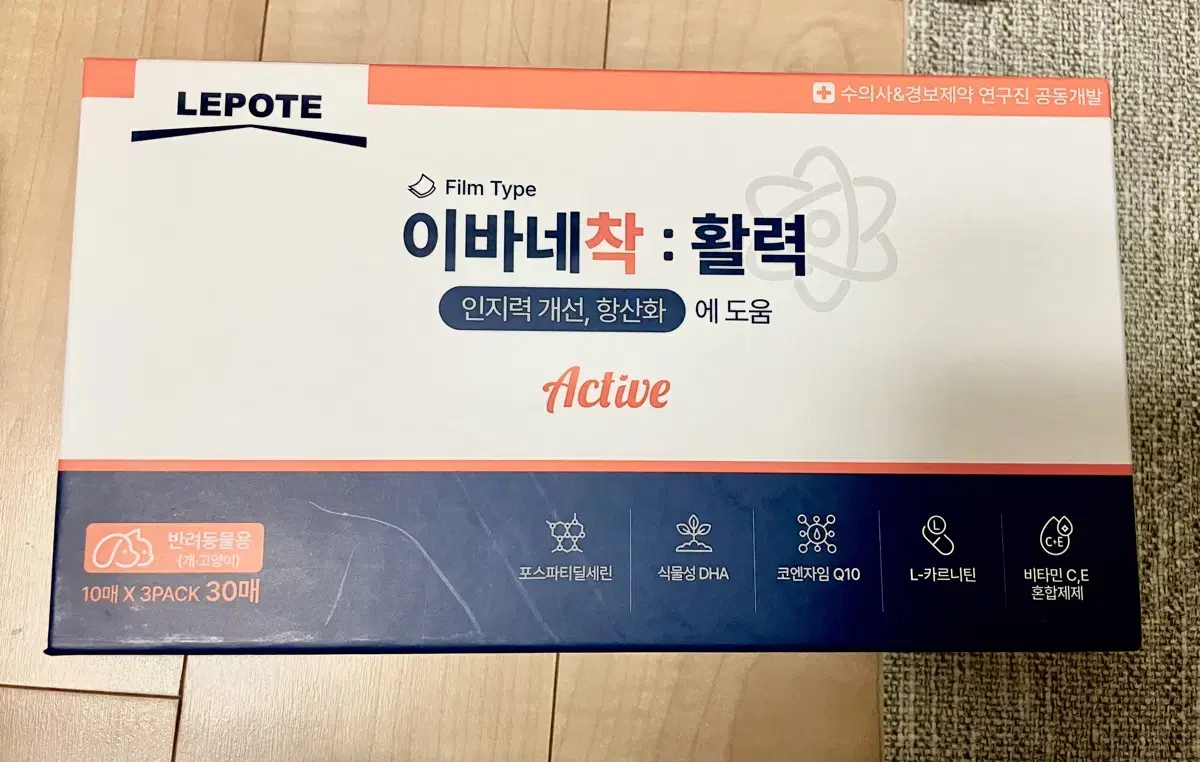 LEPOTE
수의사&경보제약 연구진 공동개발
Film Type
이바네착 : 활력
인지력 개선, 항산화 에 도움
Active
반려동물용
(개·고양이)
10매 X 3PACK 30매
포스파티딜세린
식물성 DHA
코엔자임 Q10
L
L-카르니틴
C+E
비타민 C,E
혼합제제